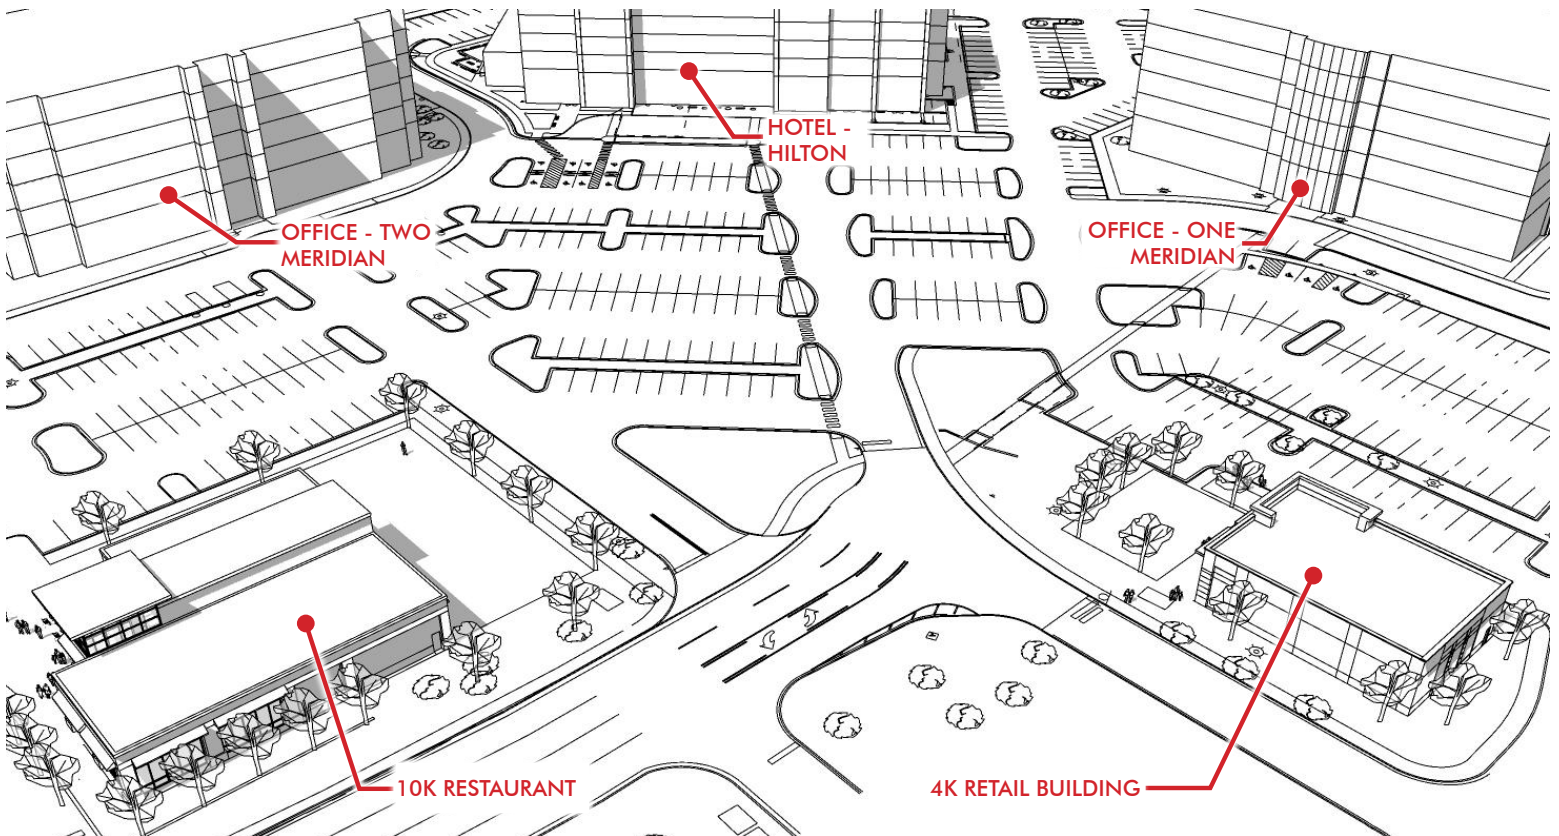 HOTEL -
HILTON
OFFICE - TWO
MERIDIAN
OFFICE - ONE
MERIDIAN
10K RESTAURANT
4K RETAIL BUILDING